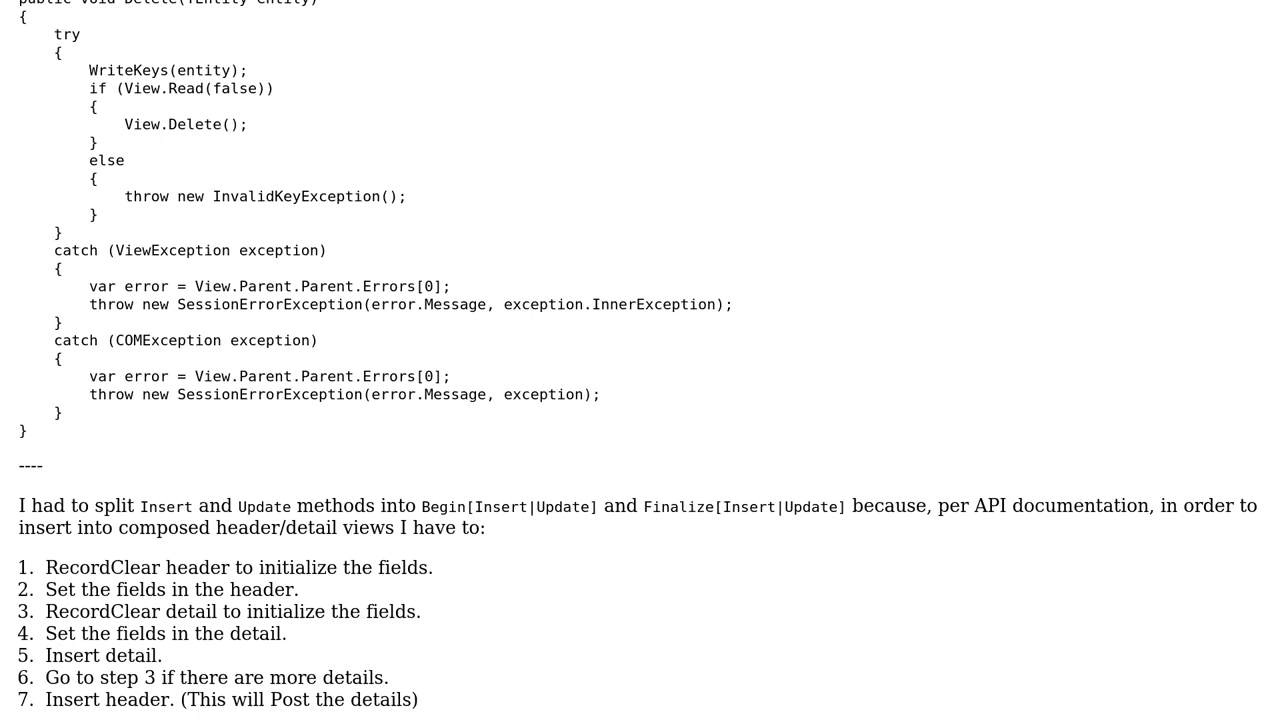 public void Delete(TEntity entity)
{
    try
    {
        WriteKeys(entity);
        if (View.Read(false))
        {
            View.Delete();
        }
        else
        {
            throw new InvalidKeyException();
        }
    }
    catch (ViewException exception)
    {
        var error = View.Parent.Parent.Errors[0];
        throw new SessionErrorException(error.Message, exception.InnerException);
    }
    catch (COMException exception)
    {
        var error = View.Parent.Parent.Errors[0];
        throw new SessionErrorException(error.Message, exception);
    }
}
----
I had to split Insert and Update methods into Begin[Insert|Update] and Finalize[Insert|Update] because, per API documentation, in order to
insert into composed header/detail views I have to:
1. RecordClear header to initialize the fields.
2. Set the fields in the header.
3. RecordClear detail to initialize the fields.
4. Set the fields in the detail.
5. Insert detail.
6. Go to step 3 if there are more details.
7. Insert header. (This will Post the details)